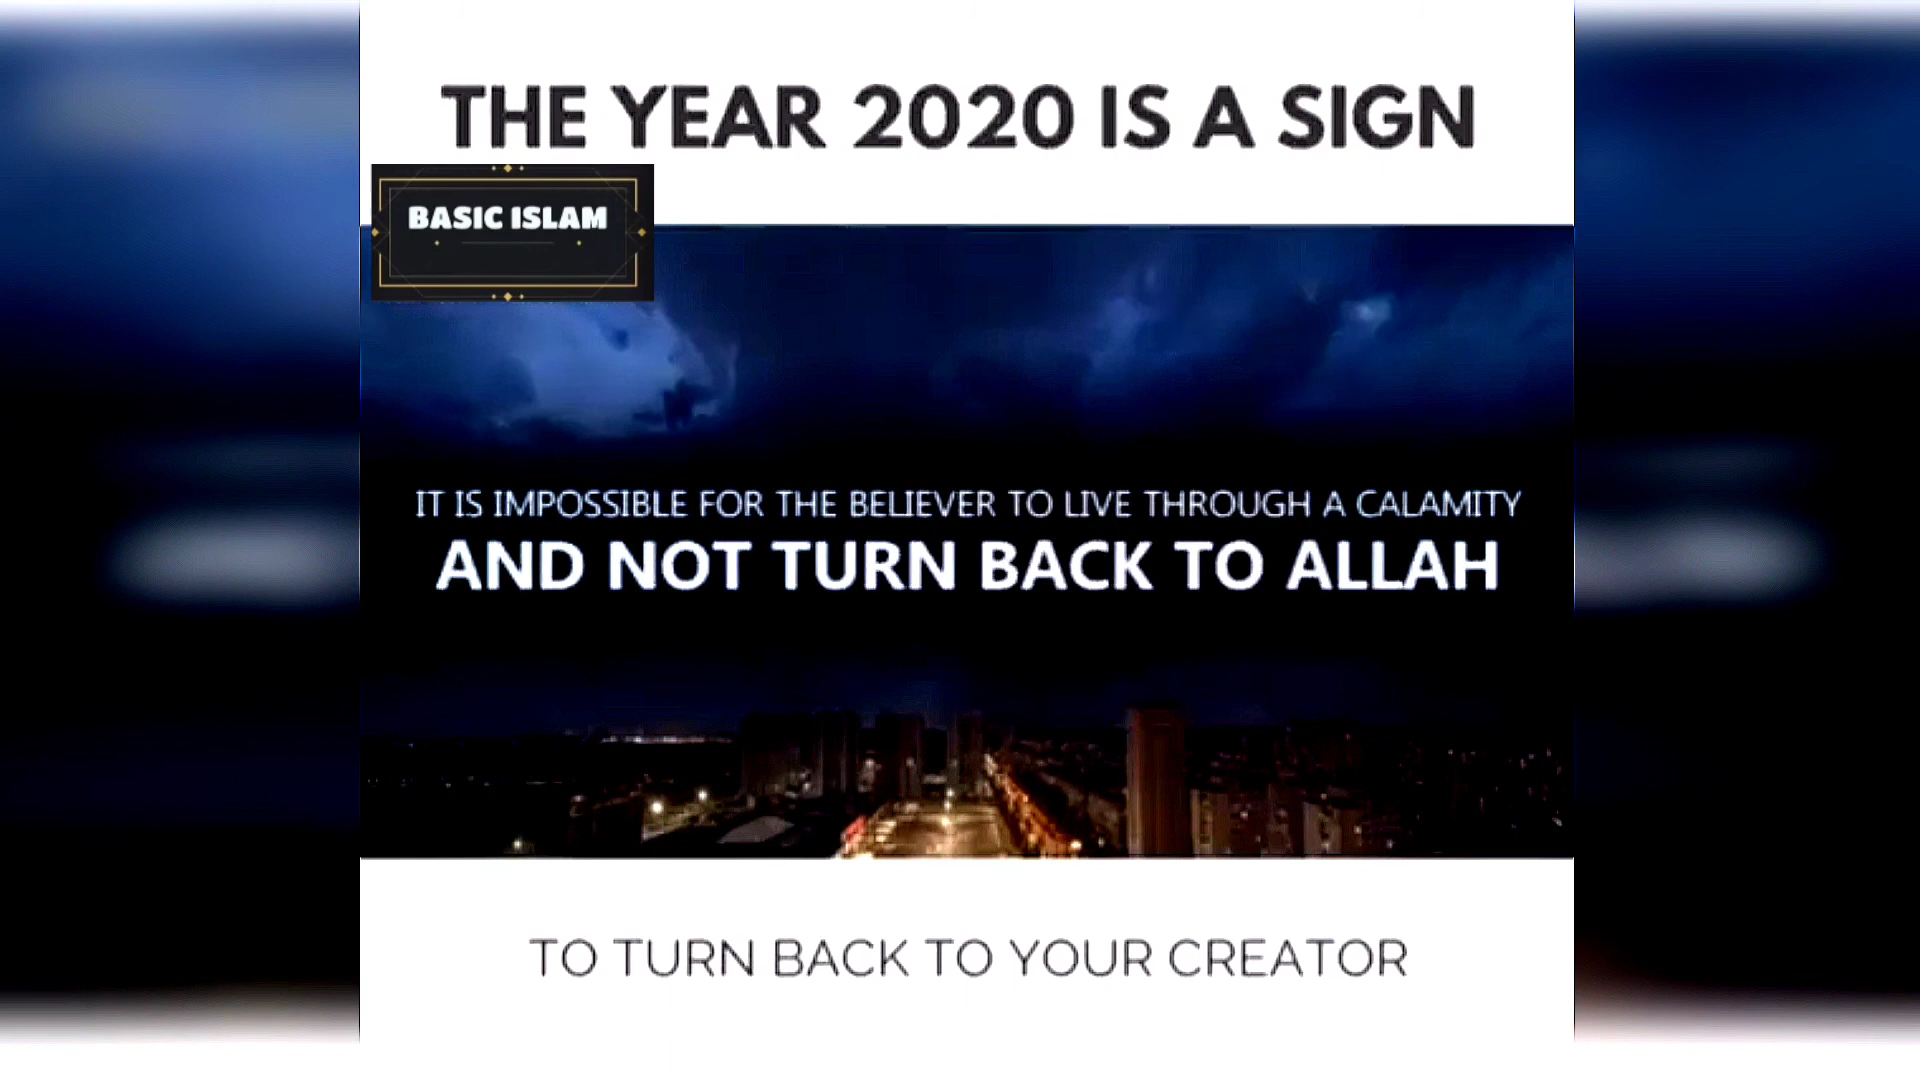 THE YEAR 2020 IS A SIGN
BASIC ISLAM
IT IS IMPOSSIBLE FOR THE BELIEVER TO LIVE THROUGH A CALAMITY
AND NOT TURN BACK TO ALLAH
TO TURN BACK TO YOUR CREATOR